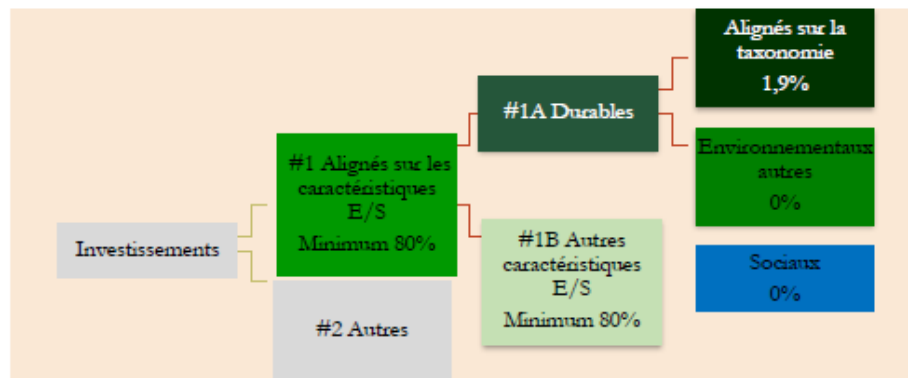 Investissements
#1 Alignés sur les
caractéristiques
E/S
Minimum 80%
#2 Autres
#1A Durables
#1B Autres
caractéristiques
E/S
Minimum 80%
Alignés sur la
taxonomie
1,9%
Environnementaux
autres
0%
Sociaux
0%